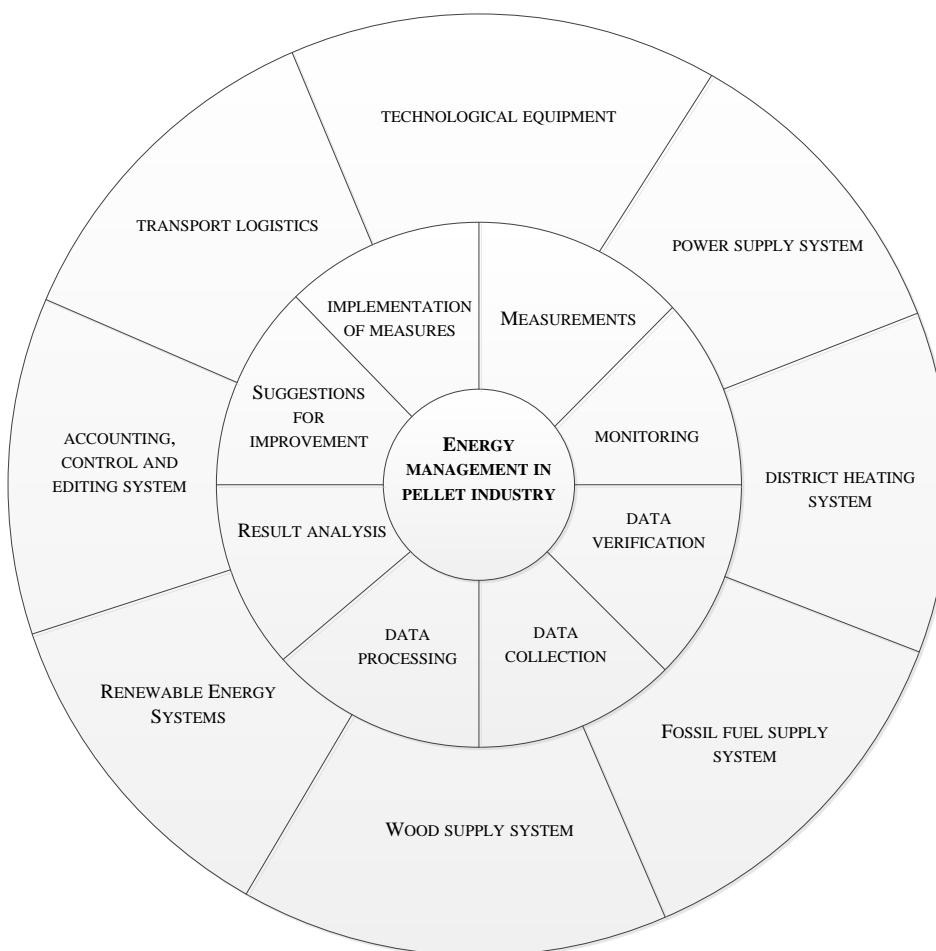 TECHNOLOGICAL EQUIPMENT
TRANSPORT LOGISTICS
POWER SUPPLY SYSTEM
IMPLEMENTATION
OF MEASURES
MEASUREMENTS
SUGGESTIONS
FOR
IMPROVEMENT
MONITORING
ENERGY
MANAGEMENT IN
PELLET INDUSTRY
ACCOUNTING,
CONTROL AND
EDITING SYSTEM
DISTRICT HEATING
SYSTEM
RESULT ANALYSIS
DATA
VERIFICATION
DATA
PROCESSING
DATA
COLLECTION
RENEWABLE ENERGY
SYSTEMS
FOSSIL FUEL SUPPLY
SYSTEM
WOOD SUPPLY SYSTEM